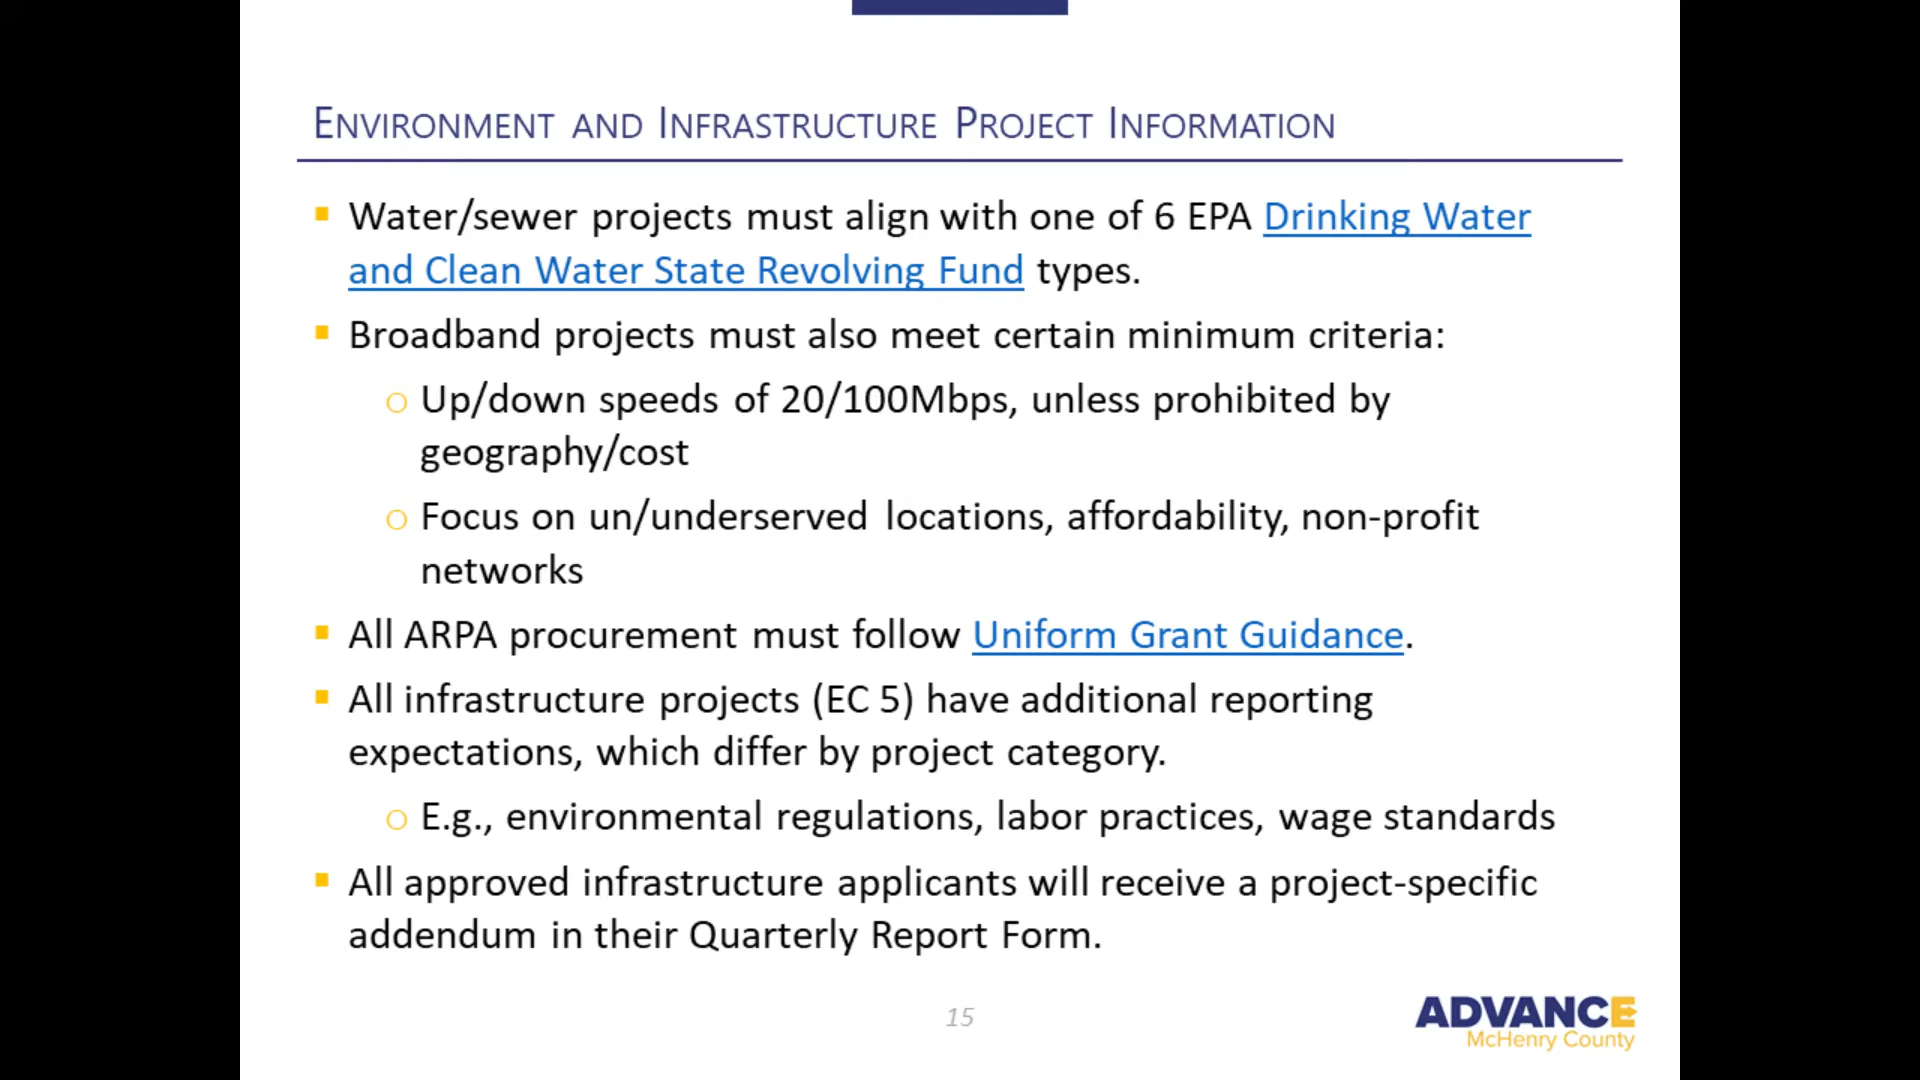 ENVIRONMENT AND INFRASTRUCTURE PROJECT INFORMATION
Water/sewer projects must align with one of 6 EPA Drinking Water
and Clean Water State Revolving Fund types.
Broadband projects must also meet certain minimum criteria:
Up/down speeds of 20/100Mbps, unless prohibited by
geography/cost
Focus on un/underserved locations, affordability, non-profit
networks
All ARPA procurement must follow Uniform Grant Guidance.
All infrastructure projects (EC 5) have additional reporting
expectations, which differ by project category.
E.g., environmental regulations, labor practices, wage standards
All approved infrastructure applicants will receive a project-specific
addendum in their Quarterly Report Form.
15
ADVANCE
McHenry County